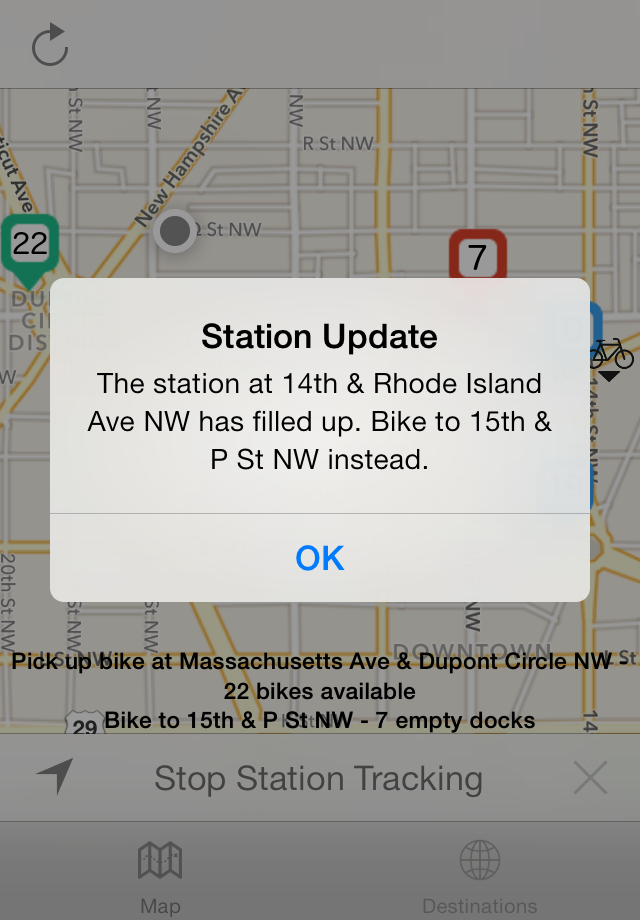 St NW
NW
NW
St NW
ticut Ave
New Hampshire A
R St NW
St NW
22
7
DU
CI
DIS
W
Station Update
The station at 14th & Rhode Island
Ave NW has filled up. Bike to 15th &
P St NW instead.
14th St NW
OK
20th St NW
St NW
St NW
NW
DOWNTOWN
L St
Pick up bike at Massachusetts Ave & Dupont Circle NW -
22 bikes available
29
Bike to 15th & P St NW - 7 empty docks
14
Stop Station Tracking
Map
Destinations